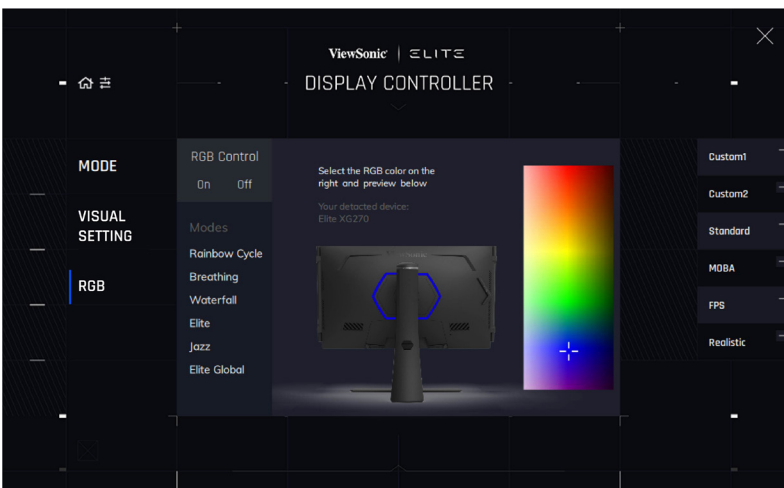 ViewSonic ELITE
DISPLAY CONTROLLER
MODE
VISUAL
SETTING
RGB
RGB Control
On Off
Modes
Rainbow Cycle
Breathing
Waterfall
Elite
Jazz
Elite Global
Select the RGB color on the
right and preview below
Your detacted device:
Elite XG270
Custom1
Custom2
Standard
MOBA
FPS
Realistic